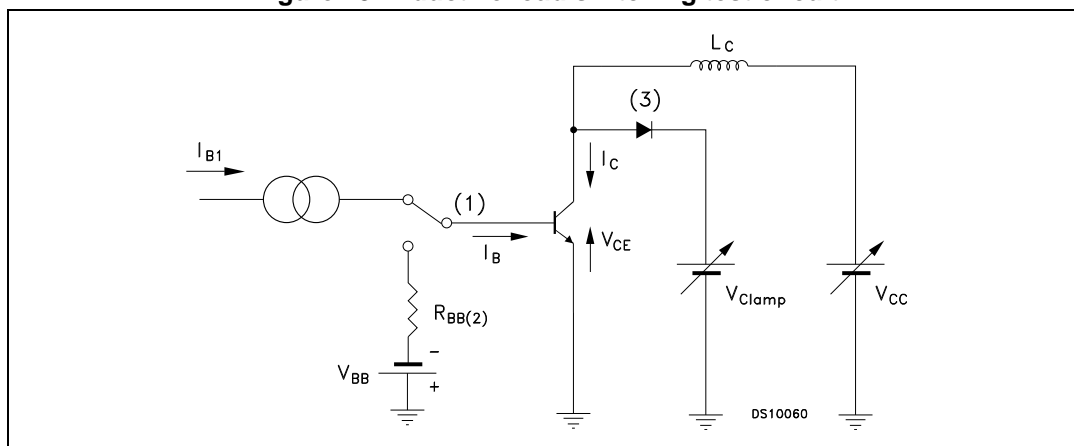 L_C
(3)
I_B1
I_C
(1)
I_B
V_CE
R_BB(2)
V_Clamp
V_CC
-
V_BB
+
DS10060